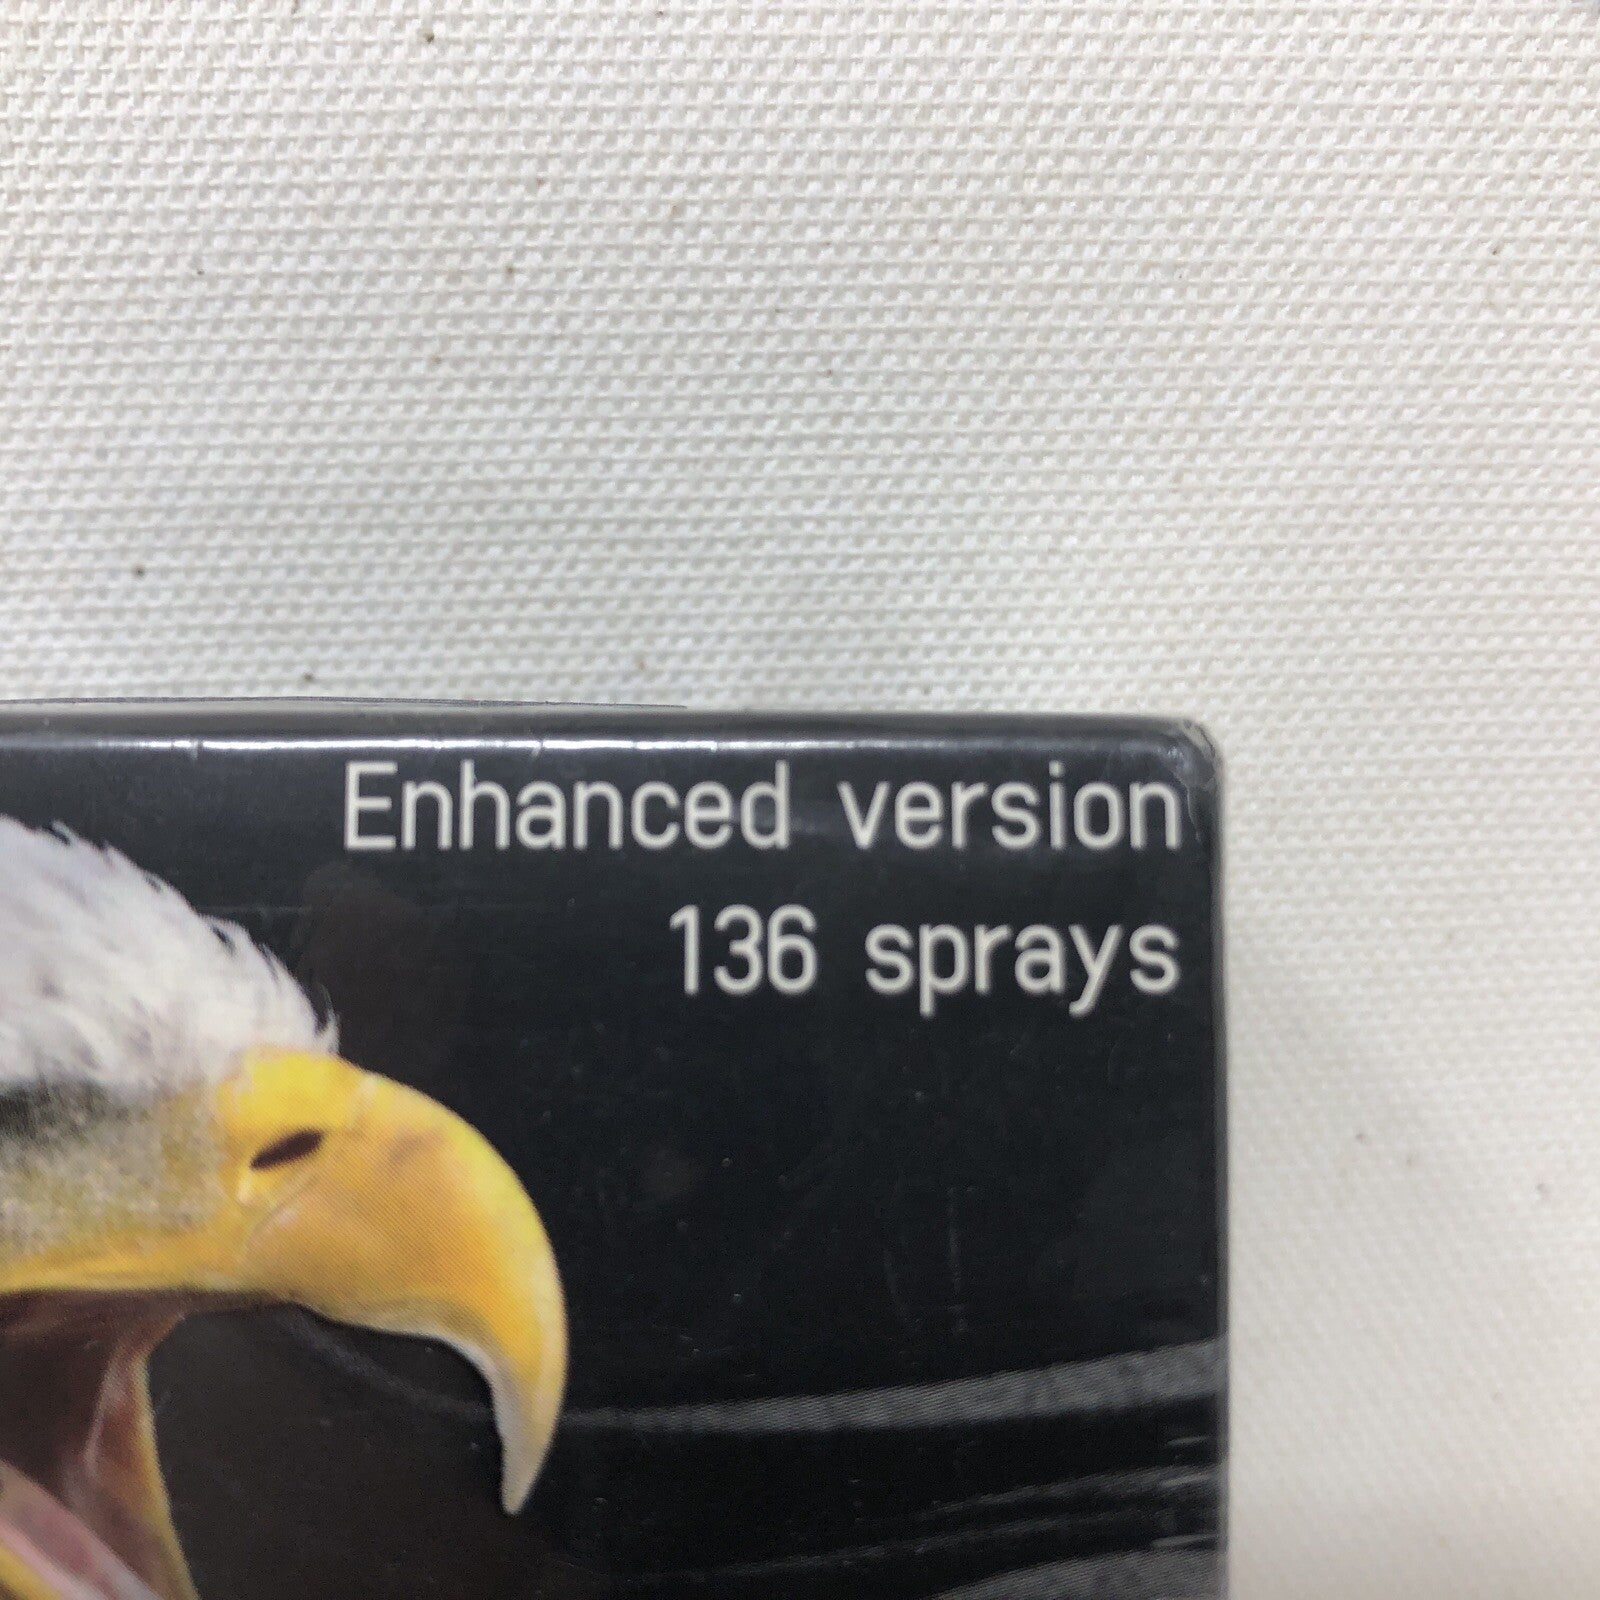 Enhanced version
136 sprays